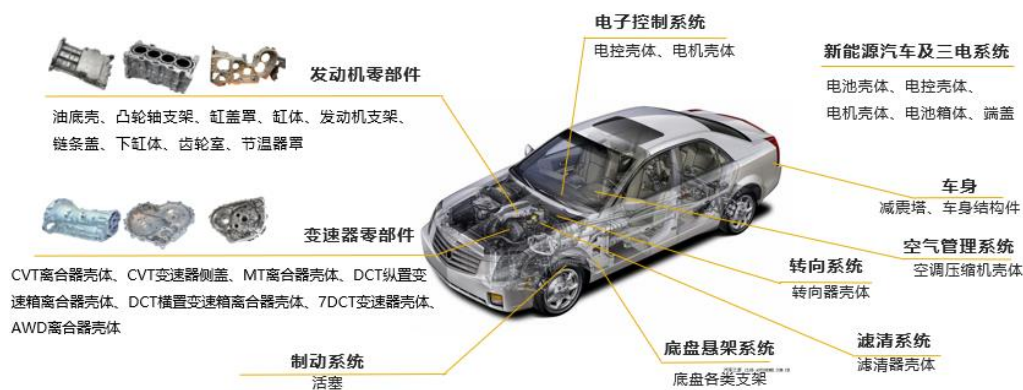 电子控制系统
电控壳体、电机壳体
新能源汽车及三电系统
电池壳体、电控壳体、
电机壳体、电池箱体、端盖
发动机零部件
油底壳、凸轮轴支架、缸盖罩、缸体、发动机支架、
链条盖、下缸体、齿轮室、节温器罩
车身
减震塔、车身结构件
变速器零部件
CVT离合器壳体、CVT变速器侧盖、MT离合器壳体、DCT纵置变
速箱离合器壳体、DCT横置变速箱离合器壳体、7DCT变速器壳体、
AWD离合器壳体
空气管理系统
空调压缩机壳体
转向系统
转向器壳体
滤清系统
滤清器壳体
底盘悬架系统
底盘各类支架
制动系统
活塞